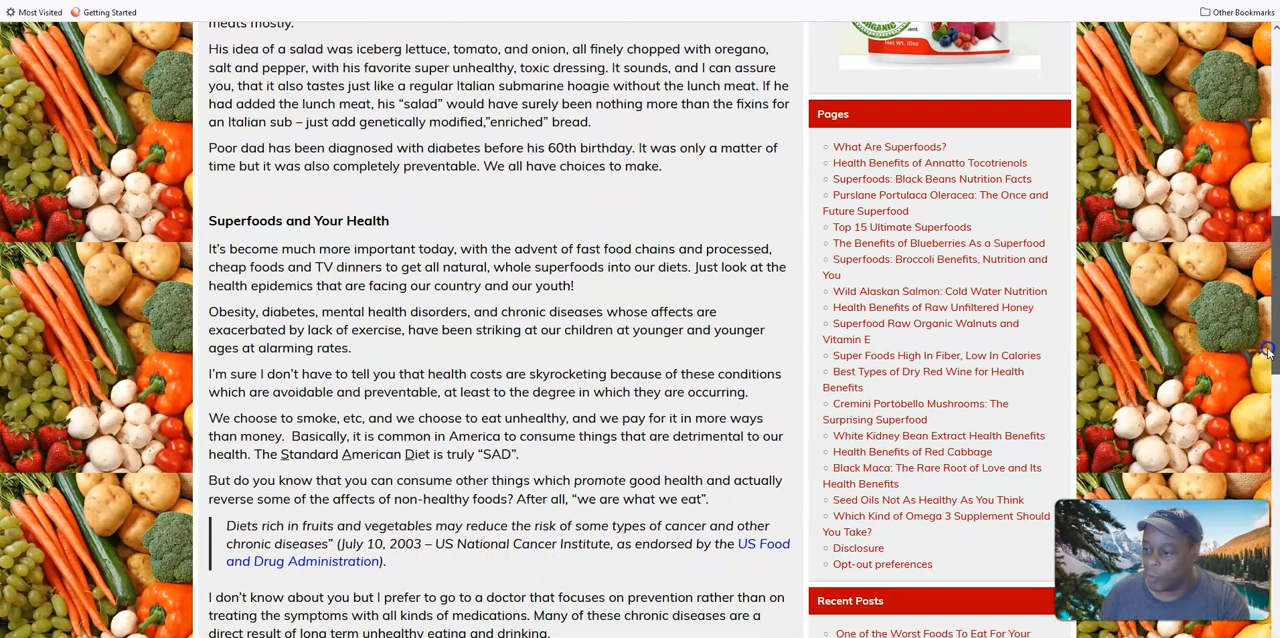 Most Visited
Getting Started
Other Bookmarks
meats mostly.
His idea of a salad was iceberg lettuce, tomato, and onion, all finely chopped with oregano,
salt and pepper, with his favorite super unhealthy, toxic dressing. It sounds, and I can assure
you, that it also tastes just like a regular Italian submarine hoagie without the lunch meat. If he
had added the lunch meat, his “salad” would have surely been nothing more than the fixins for
an Italian sub – just add genetically modified,”enriched” bread.
Poor dad has been diagnosed with diabetes before his 60th birthday. It was only a matter of
time but it was also completely preventable. We all have choices to make.
Superfoods and Your Health
It’s become much more important today, with the advent of fast food chains and processed,
cheap foods and TV dinners to get all natural, whole superfoods into our diets. Just look at the
health epidemics that are facing our country and our youth!
Obesity, diabetes, mental health disorders, and chronic diseases whose affects are
exacerbated by lack of exercise, have been striking at our children at younger and younger
ages at alarming rates.
I’m sure I don’t have to tell you that health costs are skyrocketing because of these conditions
which are avoidable and preventable, at least to the degree in which they are occurring.
We choose to smoke, etc, and we choose to eat unhealthy, and we pay for it in more ways
than money. Basically, it is common in America to consume things that are detrimental to our
health. The Standard American Diet is truly “SAD”.
But do you know that you can consume other things which promote good health and actually
reverse some of the affects of non-healthy foods? After all, “we are what we eat”.
Diets rich in fruits and vegetables may reduce the risk of some types of cancer and other
chronic diseases” (July 10, 2003 – US National Cancer Institute, as endorsed by the US Food
and Drug Administration).
I don’t know about you but I prefer to go to a doctor that focuses on prevention rather than on
treating the symptoms with all kinds of medications. Many of these chronic diseases are a
direct result of long term unhealthy eating and drinking.
ORGANIC
Net WT. 10oz
Pages
What Are Superfoods?
Health Benefits of Annatto Tocotrienols
Superfoods: Black Beans Nutrition Facts
Purslane Portulaca Oleracea: The Once and
Future Superfood
Top 15 Ultimate Superfoods
The Benefits of Blueberries As a Superfood
Superfoods: Broccoli Benefits, Nutrition and
You
Wild Alaskan Salmon: Cold Water Nutrition
Health Benefits of Raw Unfiltered Honey
Superfood Raw Organic Walnuts and
Vitamin E
Super Foods High In Fiber, Low In Calories
Best Types of Dry Red Wine for Health
Benefits
Cremini Portobello Mushrooms: The
Surprising Superfood
White Kidney Bean Extract Health Benefits
Health Benefits of Red Cabbage
Black Maca: The Rare Root of Love and Its
Health Benefits
Seed Oils Not As Healthy As You Think
Which Kind of Omega 3 Supplement Should
You Take?
Disclosure
Opt-out preferences
Recent Posts
One of the Worst Foods To Eat For Your